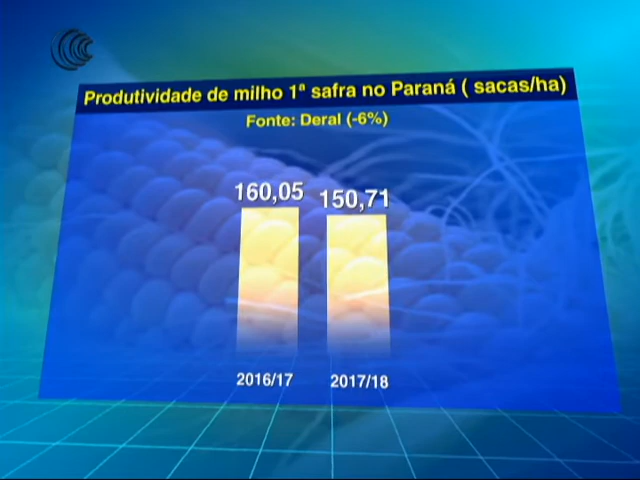 Produtividade de milho 1ª safra no Paraná ( sacas/ha)
Fonte: Deral (-6%)
160,05 150,71
2016/17 2017/18